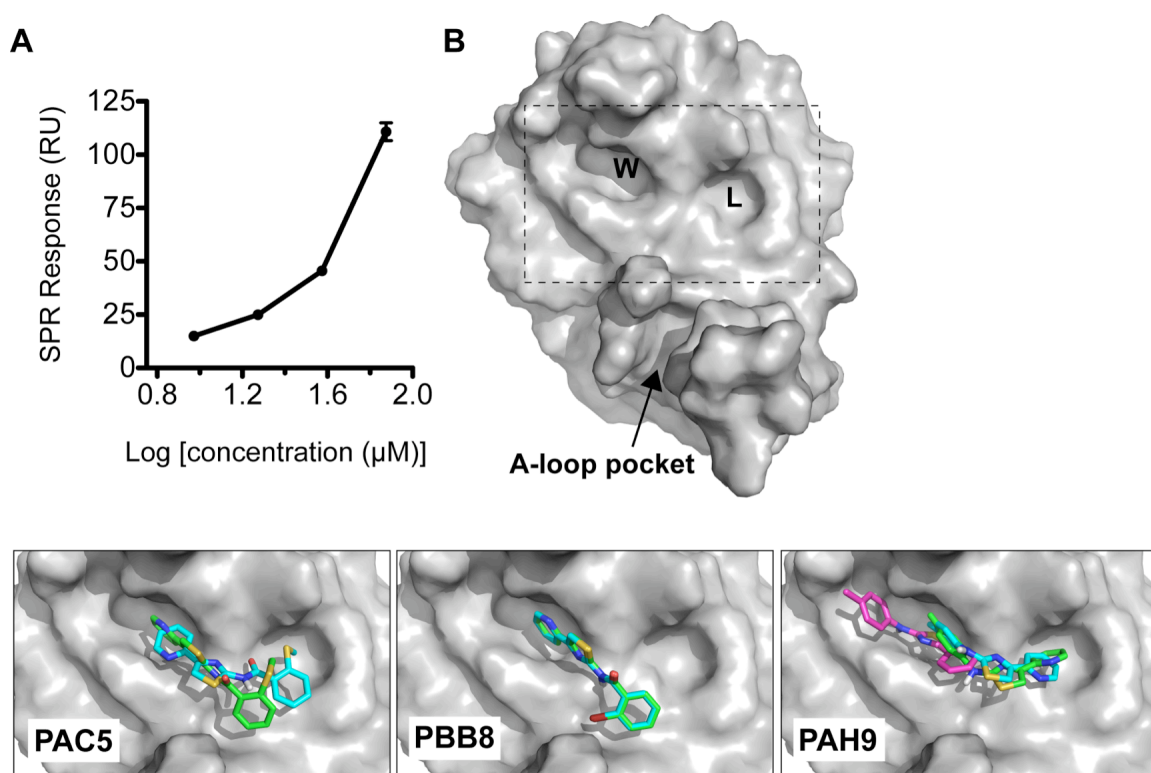 A
B
SPR Response (RU)
125
100
75
50
25
0
0.8 1.2 1.6 2.0
Log [concentration (µM)]
W
L
A-loop pocket
PAC5
PBB8
PAH9